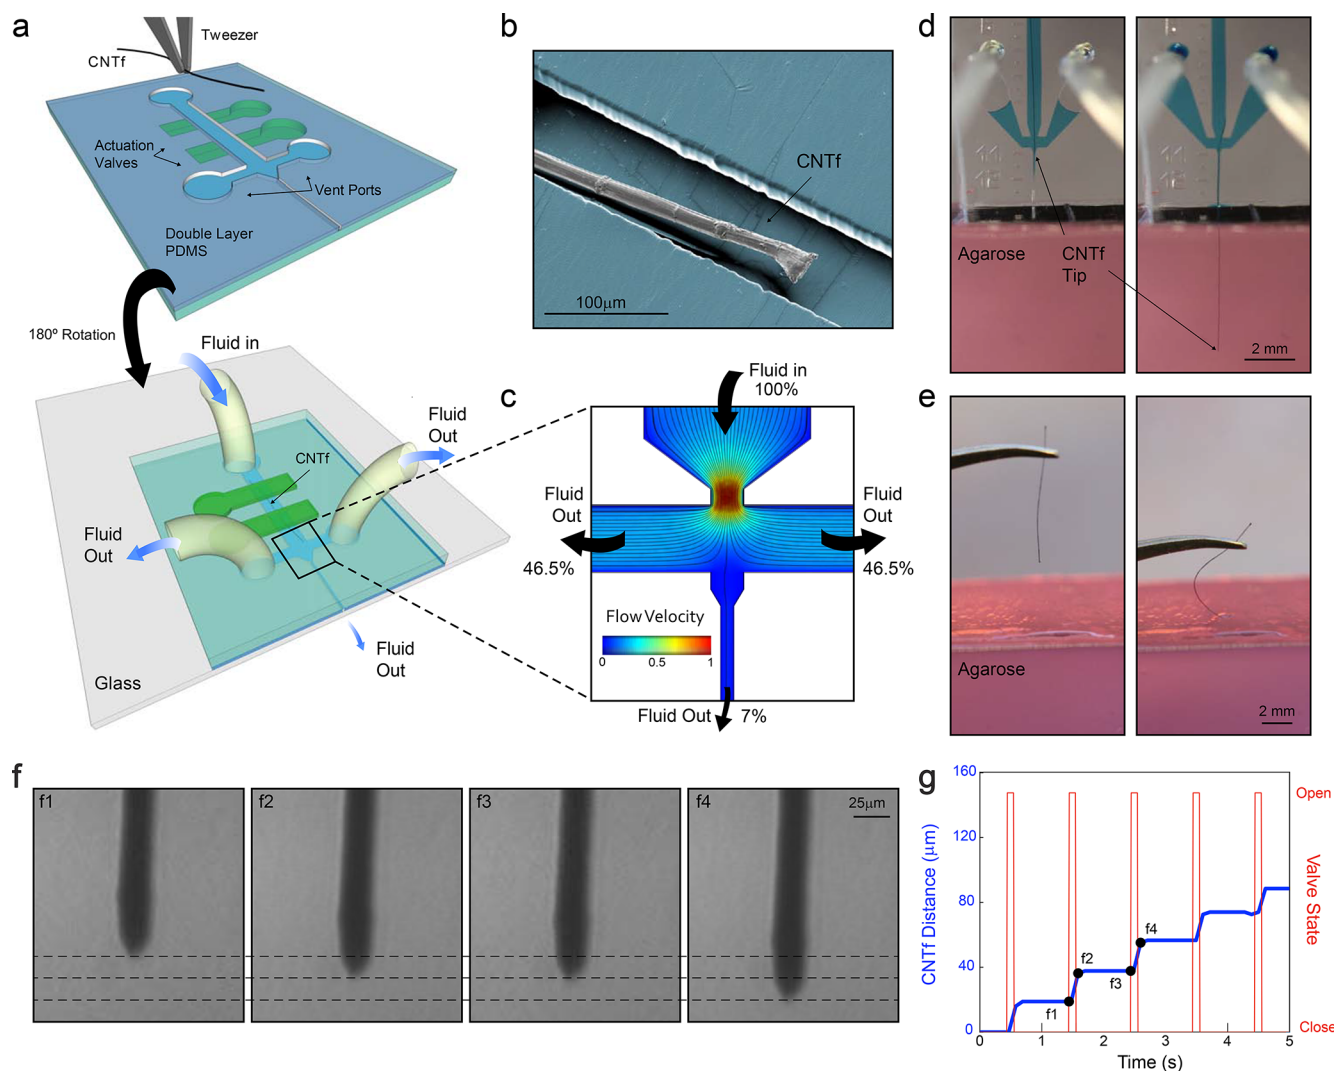 a
Tweezer
CNTf
Actuation
Valves
Vent Ports
Double Layer
PDMS
180º Rotation
Fluid in
Fluid
Out
CNTf
Fluid
Out
Fluid
Out
Glass
b
CNTf
100μm
c
Fluid in
100%
Fluid
Out
46.5%
Fluid
Out
46.5%
Flow Velocity
0 0.5 1
Fluid Out 7%
d
Agarose
CNTf
Tip
2 mm
e
Agarose
2 mm
f
f1
f2
f3
f4
25μm
g
CNTf Distance (μm)
160
120
80
40
0
f1
f2
f3
f4
Open
Close
Valve State
0 1 2 3 4 5
Time (s)